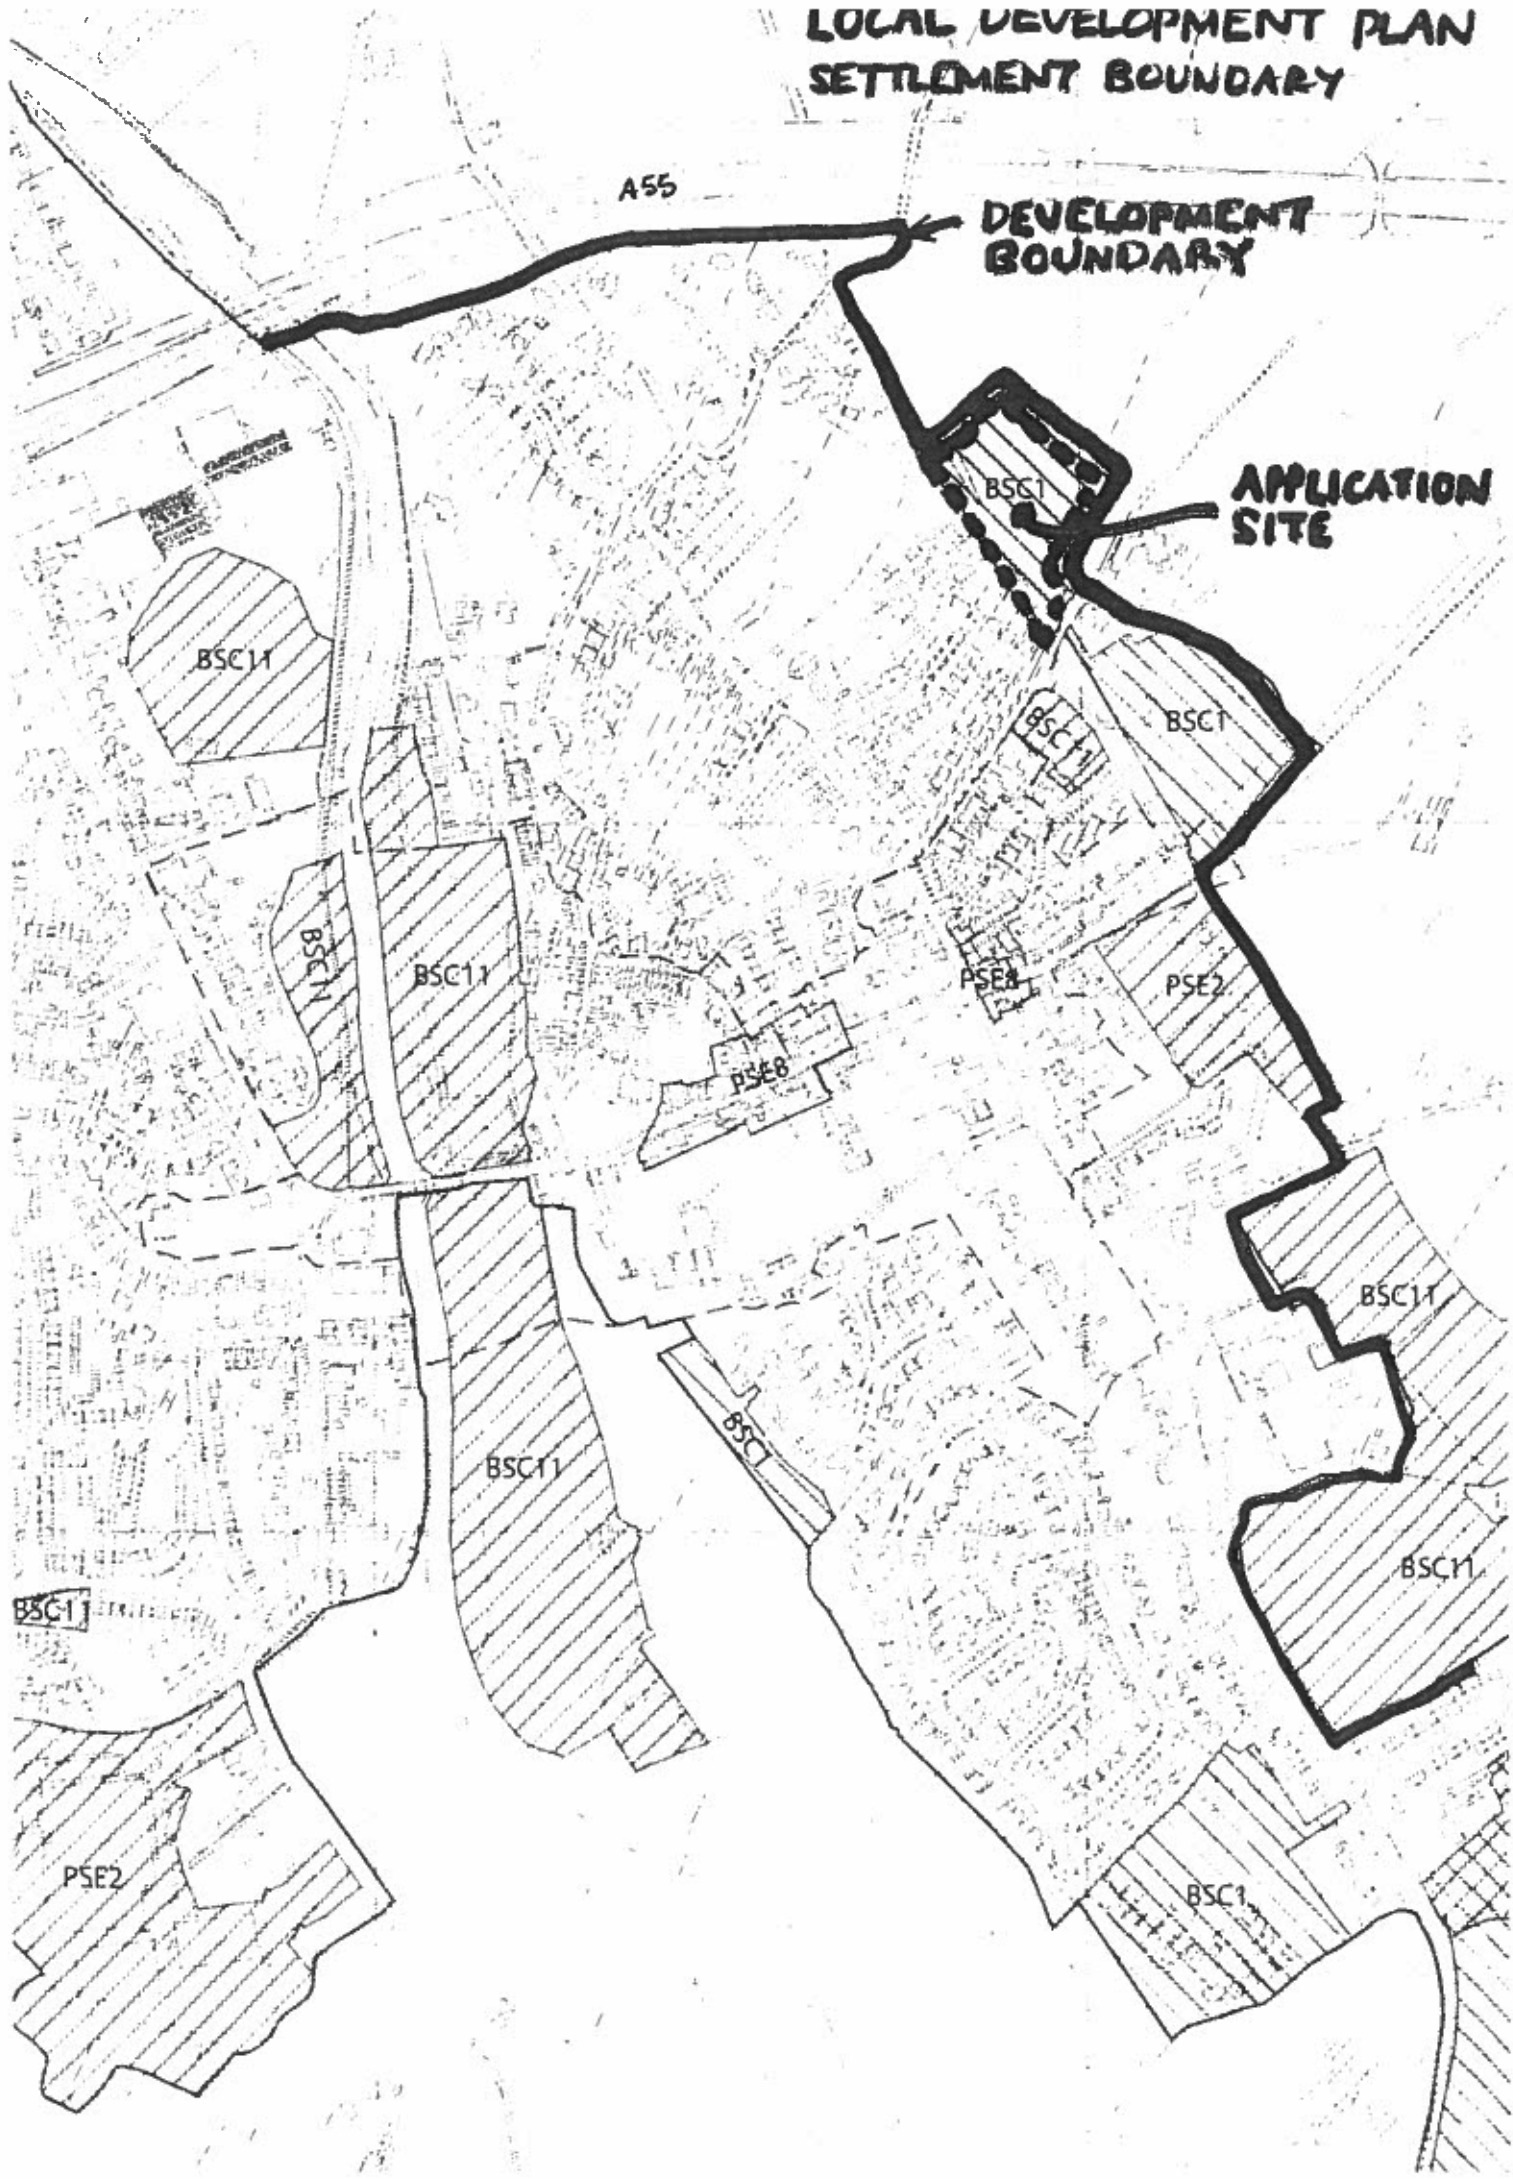 LOCAL DEVELOPMENT PLAN
SETTLEMENT BOUNDARY
A55
DEVELOPMENT
BOUNDARY
BSC1
APPLICATION
SITE
BSC11
BSC1
BSC11
BSC11
BSC11
PSE8
PSE2
PSE8
BSC11
BSC1
BSC11
BSC11
BSC11
PSE2
BSC1